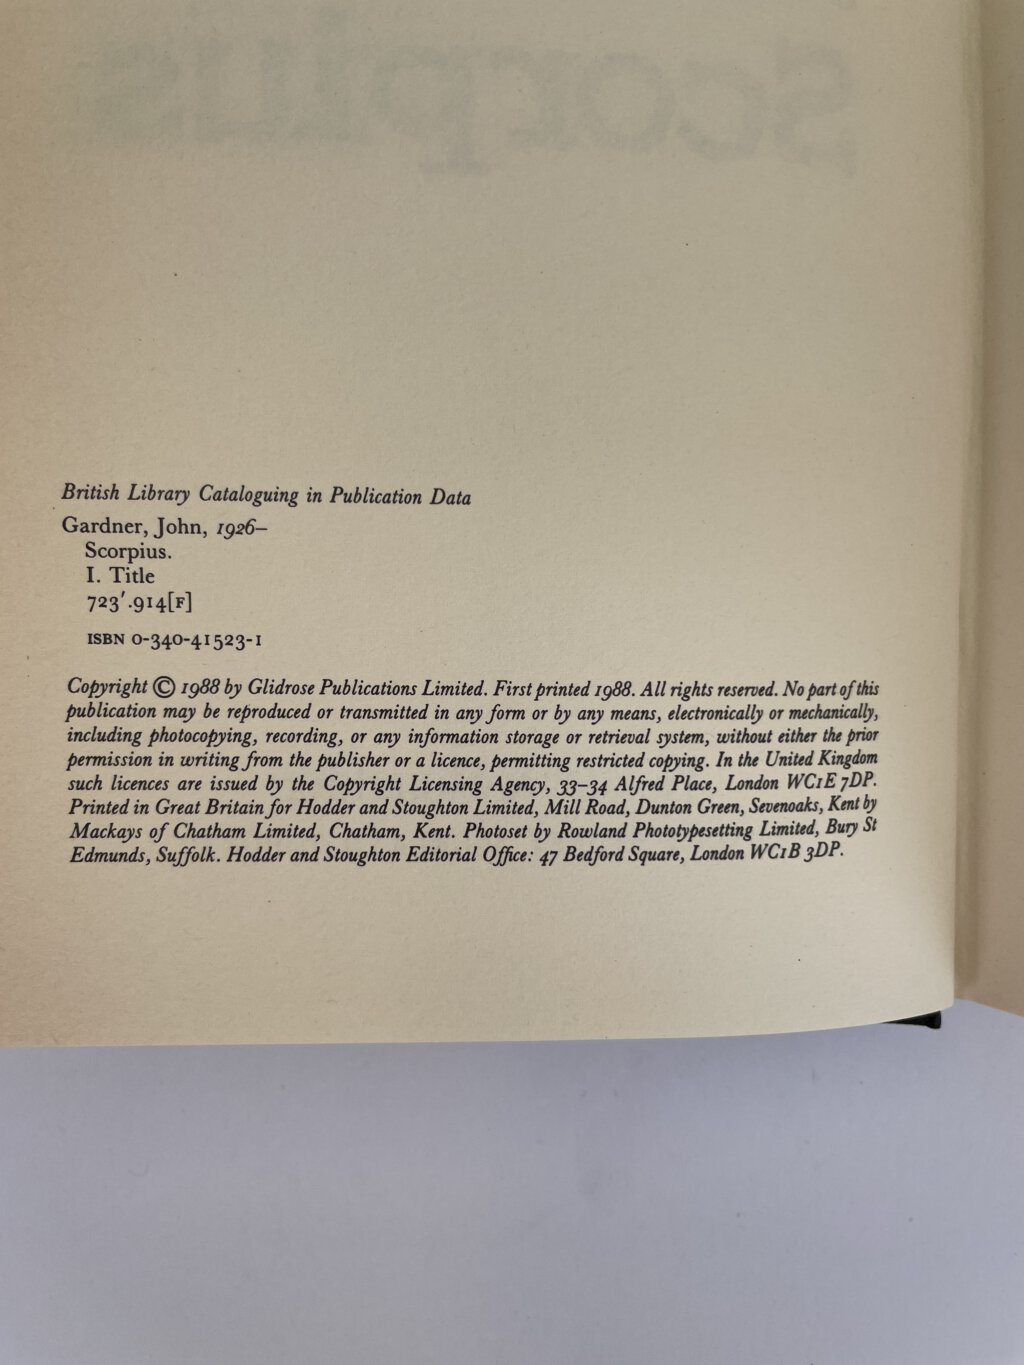 British Library Cataloguing in Publication Data
Gardner, John, 1926–
Scorpius.
I. Title
723′.914[F]
ISBN 0-340-41523-1
Copyright © 1988 by Glidrose Publications Limited. First printed 1988. All rights reserved. No part of this
publication may be reproduced or transmitted in any form or by any means, electronically or mechanically,
including photocopying, recording, or any information storage or retrieval system, without either the prior
permission in writing from the publisher or a licence, permitting restricted copying. In the United Kingdom
such licences are issued by the Copyright Licensing Agency, 33–34 Alfred Place, London WC1E 7DP.
Printed in Great Britain for Hodder and Stoughton Limited, Mill Road, Dunton Green, Sevenoaks, Kent by
Mackays of Chatham Limited, Chatham, Kent. Photoset by Rowland Phototypesetting Limited, Bury St
Edmunds, Suffolk. Hodder and Stoughton Editorial Office: 47 Bedford Square, London WC1B 3DP.